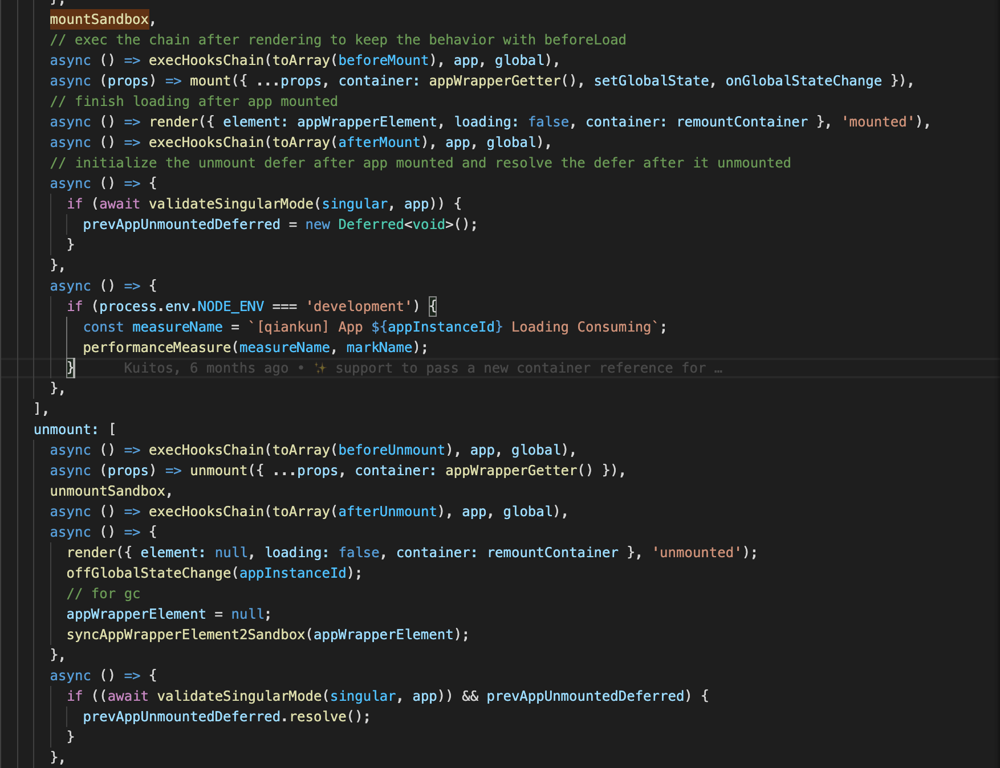 },
mountSandbox,
// exec the chain after rendering to keep the behavior with beforeLoad
async () => execHooksChain(toArray(beforeMount), app, global),
async (props) => mount({ ...props, container: appWrapperGetter(), setGlobalState, onGlobalStateChange }),
// finish loading after app mounted
async () => render({ element: appWrapperElement, loading: false, container: remountContainer }, 'mounted'),
async () => execHooksChain(toArray(afterMount), app, global),
// initialize the unmount defer after app mounted and resolve the defer after it unmounted
async () => {
if (await validateSingularMode(singular, app)) {
prevAppUnmountedDeferred = new Deferred<void>();
}
},
async () => {
if (process.env.NODE_ENV === 'development') {
const measureName = `[qiankun] App ${appInstanceId} Loading Consuming`;
performanceMeasure(measureName, markName);
} Kuitos, 6 months ago • ✨ support to pass a new container reference for …
},
],
unmount: [
async () => execHooksChain(toArray(beforeUnmount), app, global),
async (props) => unmount({ ...props, container: appWrapperGetter() }),
unmountSandbox,
async () => execHooksChain(toArray(afterUnmount), app, global),
async () => {
render({ element: null, loading: false, container: remountContainer }, 'unmounted');
offGlobalStateChange(appInstanceId);
// for gc
appWrapperElement = null;
syncAppWrapperElement2Sandbox(appWrapperElement);
},
async () => {
if ((await validateSingularMode(singular, app)) && prevAppUnmountedDeferred) {
prevAppUnmountedDeferred.resolve();
}
},